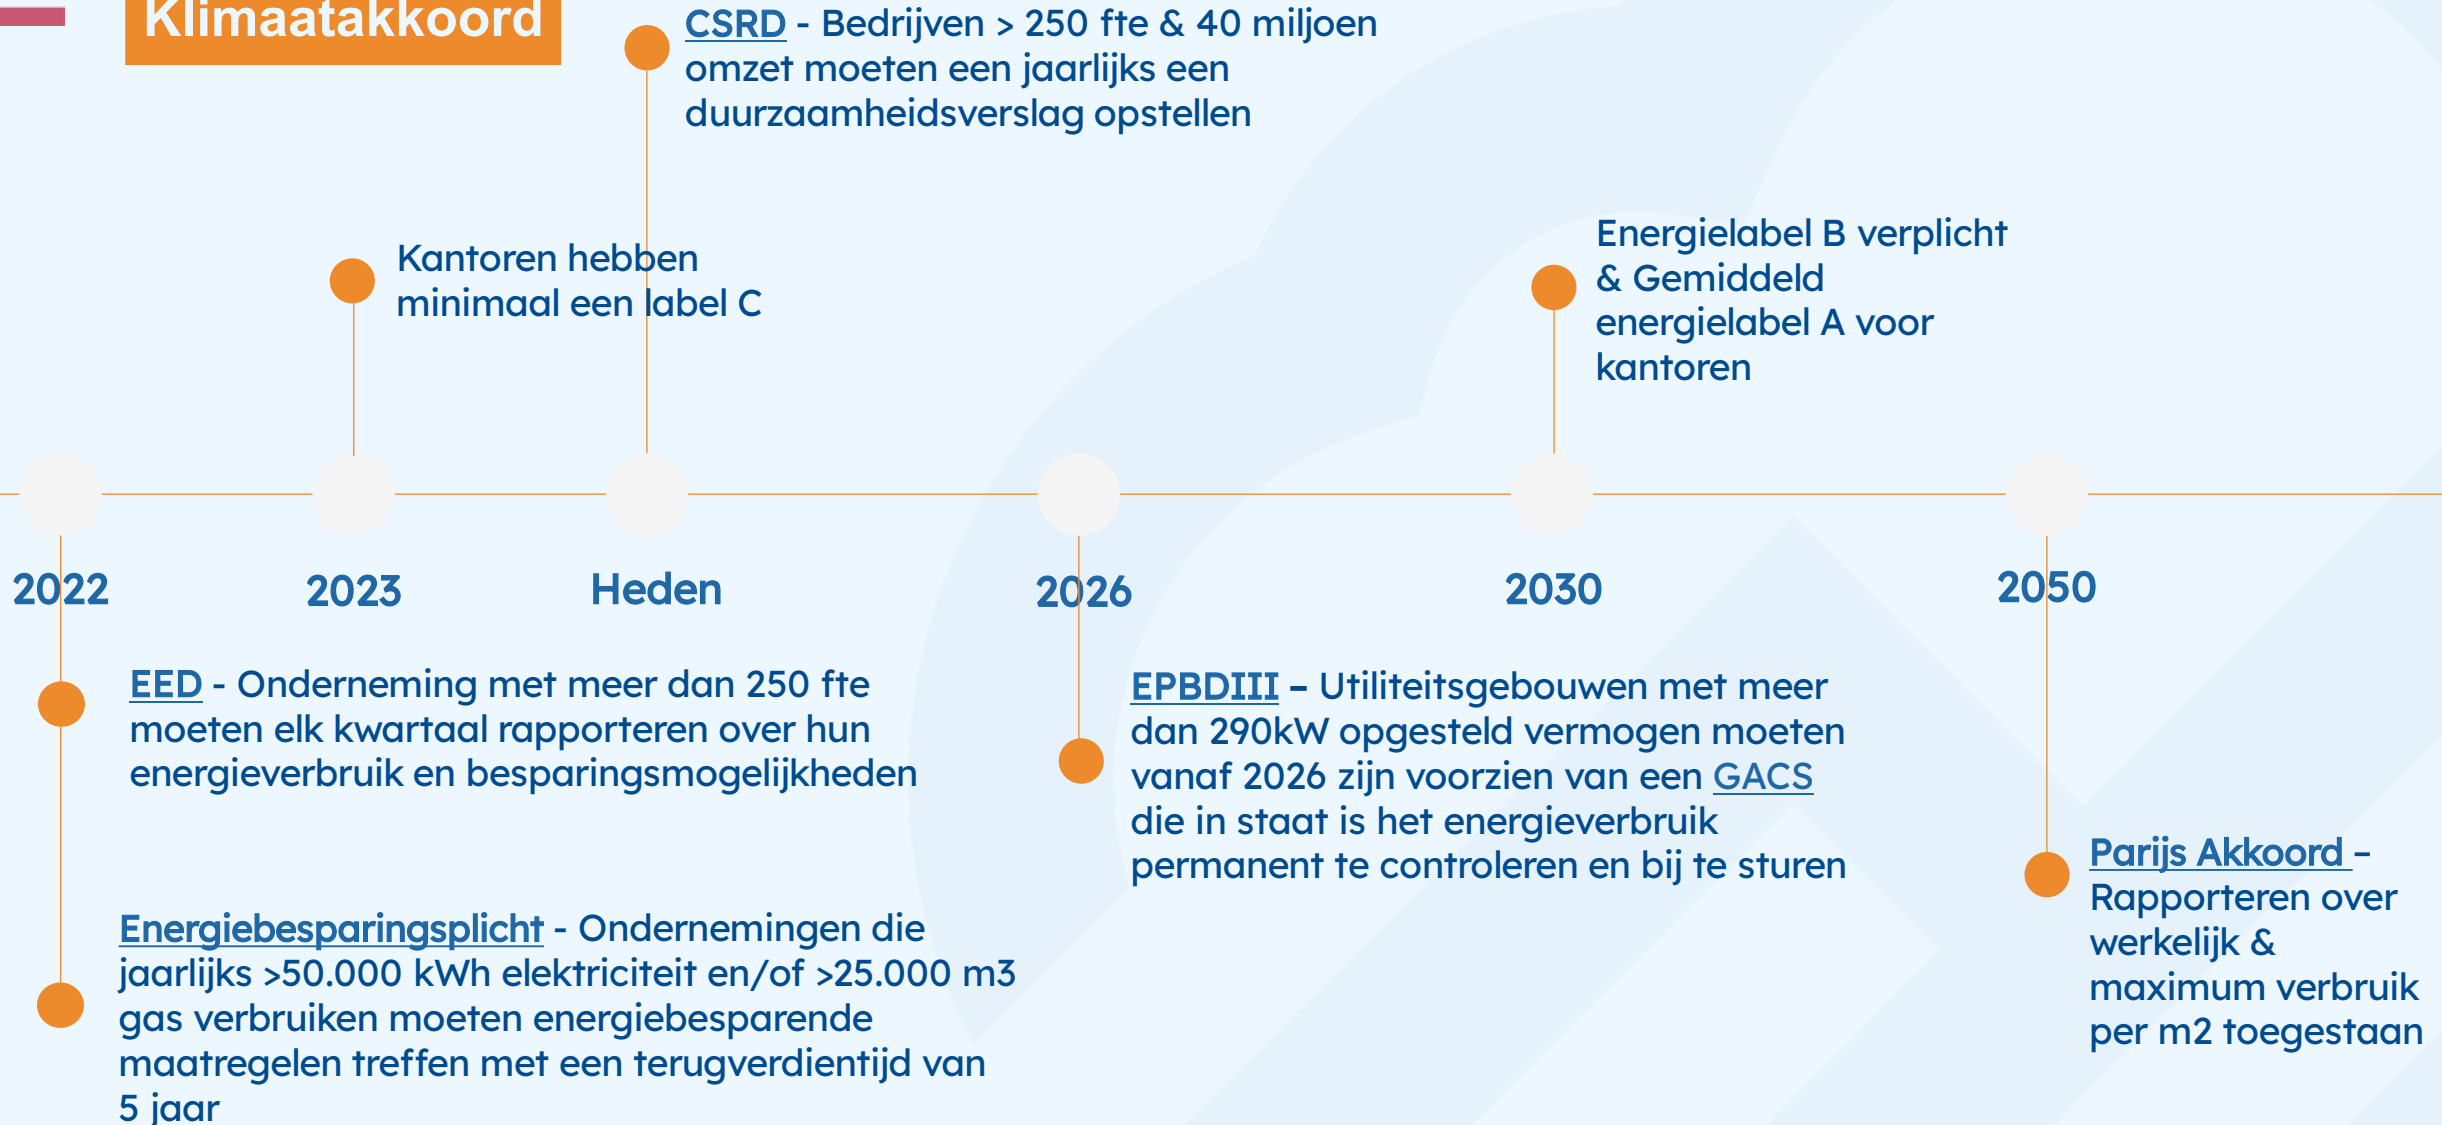 Klimaatakkoord
CSRD - Bedrijven > 250 fte & 40 miljoen
omzet moeten een jaarlijks een
duurzaamheidsverslag opstellen
Kantoren hebben
minimaal een label C
Energielabel B verplicht
& Gemiddeld
energielabel A voor
kantoren
2022
2023
Heden
2026
2030
2050
EED - Onderneming met meer dan 250 fte
moeten elk kwartaal rapporteren over hun
energieverbruik en besparingsmogelijkheden
Energiebesparingsplicht - Ondernemingen die
jaarlijks >50.000 kWh elektriciteit en/of >25.000 m3
gas verbruiken moeten energiebesparende
maatregelen treffen met een terugverdientijd van
5 jaar
EPBDIII – Utiliteitsgebouwen met meer
dan 290kW opgesteld vermogen moeten
vanaf 2026 zijn voorzien van een GACS
die in staat is het energieverbruik
permanent te controleren en bij te sturen
Parijs Akkoord –
Rapporteren over
werkelijk &
maximum verbruik
per m2 toegestaan